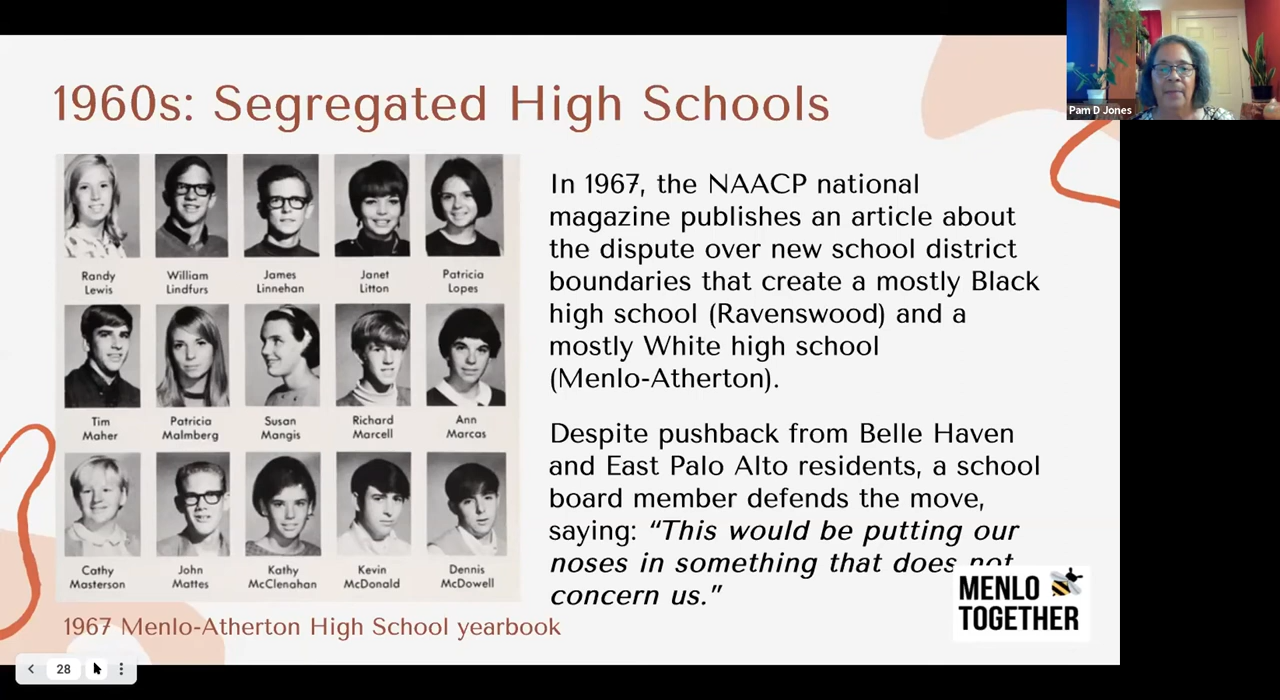 Pam D Jones
1960s: Segregated High Schools
Randy
Lewis
William
Lindfurs
James
Linnehan
Janet
Litton
Patricia
Lopes
Tim
Maher
Patricia
Malmberg
Susan
Mangis
Richard
Marcell
Ann
Marcas
Cathy
Masterson
John
Mattes
Kathy
McClenahan
Kevin
McDonald
Dennis
McDowell
1967 Menlo-Atherton High School yearbook
In 1967, the NAACP national
magazine publishes an article about
the dispute over new school district
boundaries that create a mostly Black
high school (Ravenswood) and a
mostly White high school
(Menlo-Atherton).
Despite pushback from Belle Haven
and East Palo Alto residents, a school
board member defends the move,
saying: “This would be putting our
noses in something that does not
concern us.”
MENLO
TOGETHER
28